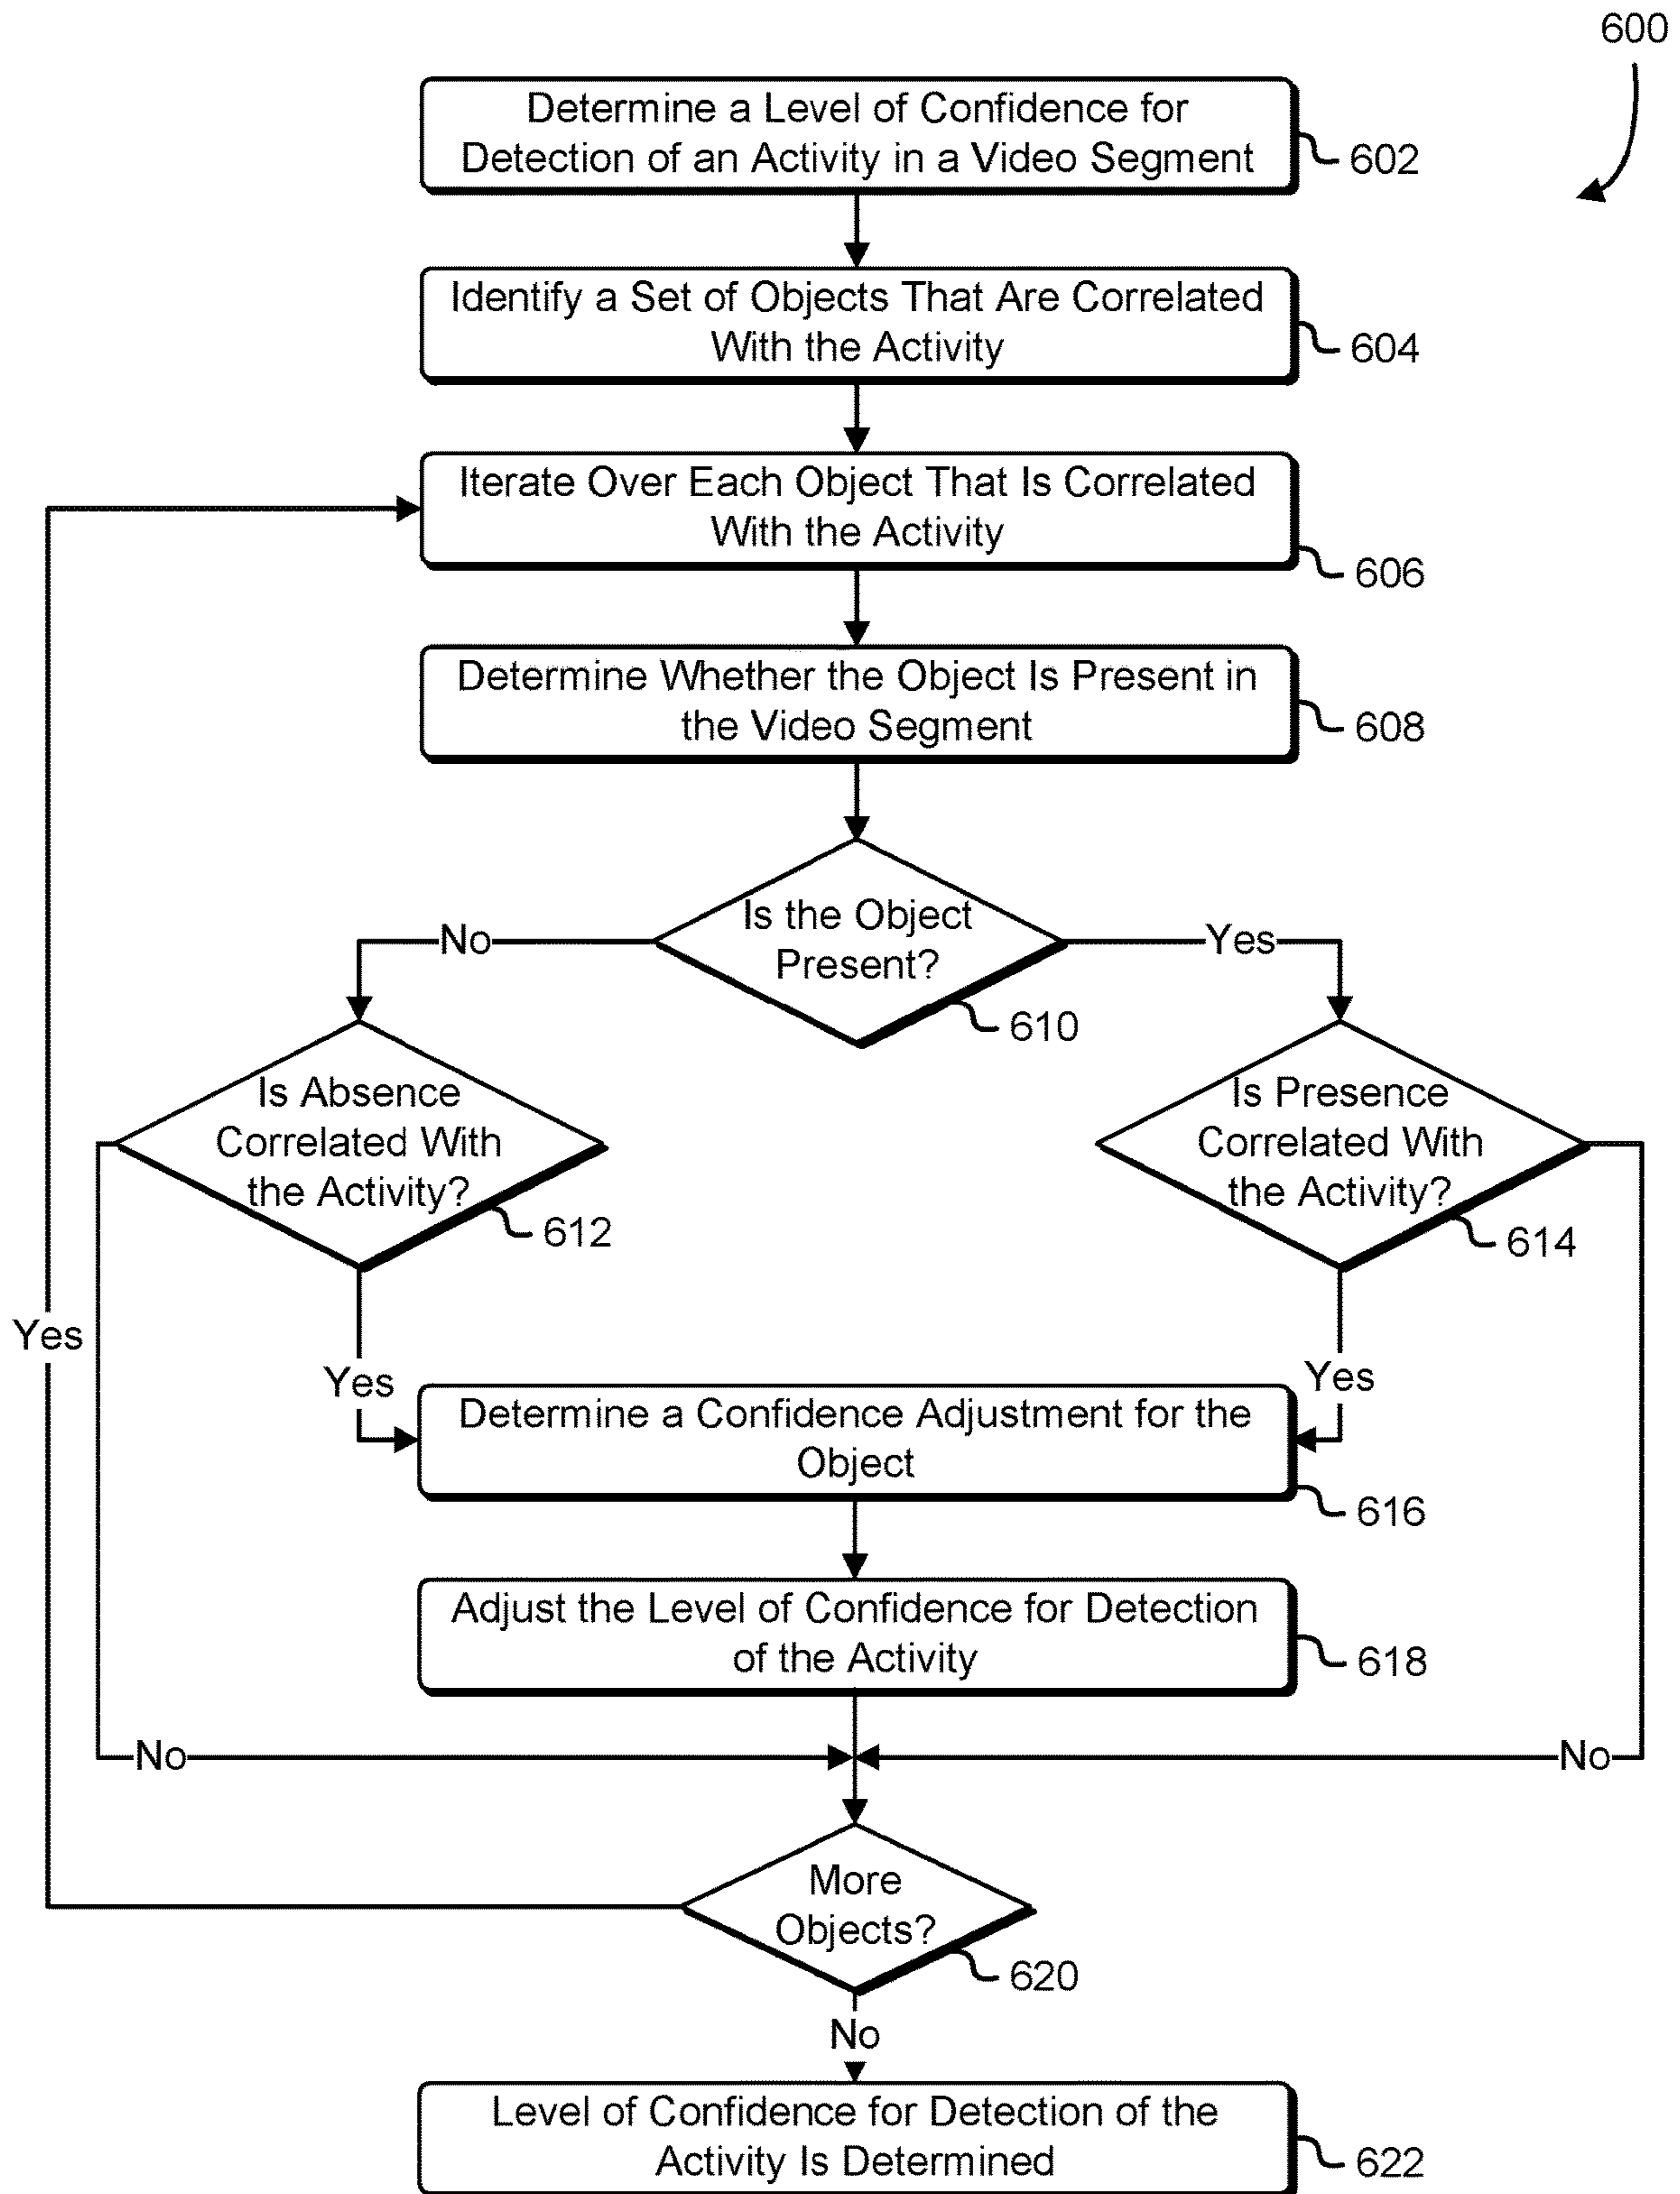 600
Determine a Level of Confidence for
Detection of an Activity in a Video Segment
602
Identify a Set of Objects That Are Correlated
With the Activity
604
Iterate Over Each Object That Is Correlated
With the Activity
606
Determine Whether the Object Is Present in
the Video Segment
608
Is the Object
Present?
610
No
Yes
Is Absence
Correlated With
the Activity?
612
Is Presence
Correlated With
the Activity?
614
Yes
Yes
Yes
Determine a Confidence Adjustment for the
Object
616
Adjust the Level of Confidence for Detection
of the Activity
618
No
No
More
Objects?
620
No
Level of Confidence for Detection of the
Activity Is Determined
622